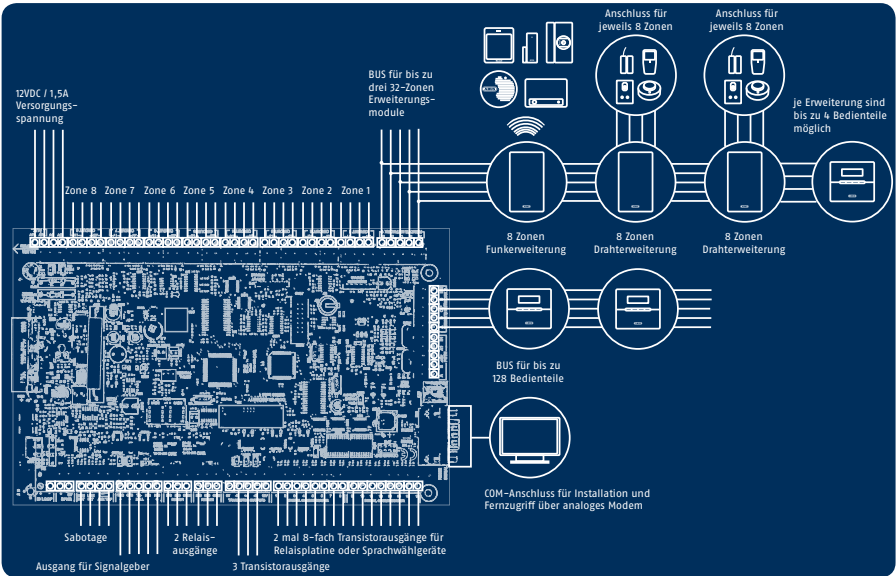 Anschluss für
jeweils 8 Zonen
Anschluss für
jeweils 8 Zonen
12VDC / 1,5A
Versorgungs-
spannung
BUS für bis zu
drei 32-Zonen
Erweiterungs-
module
je Erweiterung sind
bis zu 4 Bedienteile
möglich
Zone 8 Zone 7 Zone 6 Zone 5 Zone 4 Zone 3 Zone 2 Zone 1
8 Zonen
Funkerweiterung
8 Zonen
Drahterweiterung
8 Zonen
Drahterweiterung
BUS für bis zu
128 Bedienteile
COM-Anschluss für Installation und
Fernzugriff über analoges Modem
Sabotage
2 Relais-
ausgänge
2 mal 8-fach Transistorausgänge für
Relaisplatine oder Sprachwählgeräte
Ausgang für Signalgeber
3 Transistorausgänge